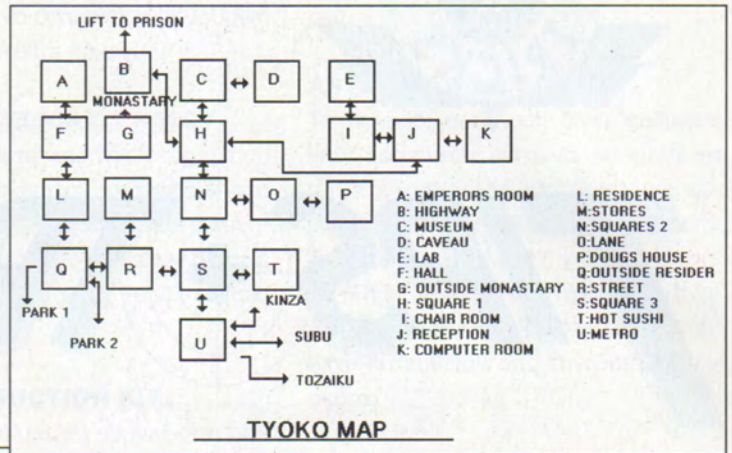 LIFT TO PRISON
A
B
C
D
E
MONASTARY
F
G
H
I
J
K
L
M
N
O
P
A: EMPERORS ROOM
B: HIGHWAY
C: MUSEUM
D: CAVEAU
E: LAB
F: HALL
G: OUTSIDE MONASTARY
H: SQUARE 1
I: CHAIR ROOM
J: RECEPTION
K: COMPUTER ROOM
L: RESIDENCE
M:STORES
N:SQUARES 2
O:LANE
P:DOUGS HOUSE
Q:OUTSIDE RESIDER
R:STREET
S:SQUARE 3
T:HOT SUSHI
U:METRO
Q
R
S
T
PARK 1
PARK 2
KINZA
U
SUBU
TOZAIKU
TYOKO MAP